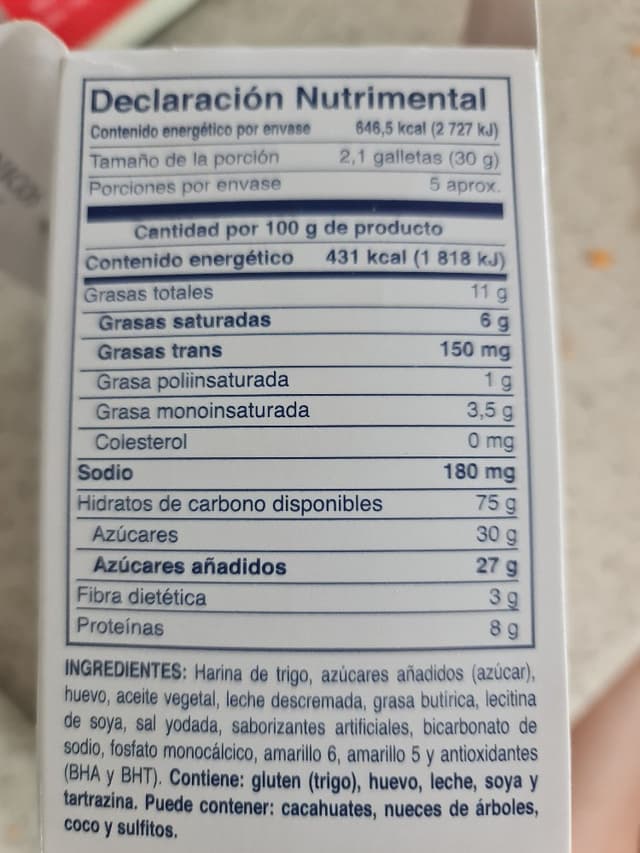 Declaración Nutrimental
Contenido energético por envase 646,5 kcal (2 727 kJ)
Tamaño de la porción 2,1 galletas (30 g)
Porciones por envase 5 aprox.
Cantidad por 100 g de producto
Contenido energético 431 kcal (1 818 kJ)
Grasas totales 11 g
Grasas saturadas 6 g
Grasas trans 150 mg
Grasa poliinsaturada 1 g
Grasa monoinsaturada 3,5 g
Colesterol 0 mg
Sodio 180 mg
Hidratos de carbono disponibles 75 g
Azúcares 30 g
Azúcares añadidos 27 g
Fibra dietética 3 g
Proteínas 8 g
INGREDIENTES: Harina de trigo, azúcares añadidos (azúcar),
huevo, aceite vegetal, leche descremada, grasa butírica, lecitina
de soya, sal yodada, saborizantes artificiales, bicarbonato de
sodio, fosfato monocálcico, amarillo 6, amarillo 5 y antioxidantes
(BHA y BHT). Contiene: gluten (trigo), huevo, leche, soya y
tartrazina. Puede contener: cacahuates, nueces de árboles,
coco y sulfitos.